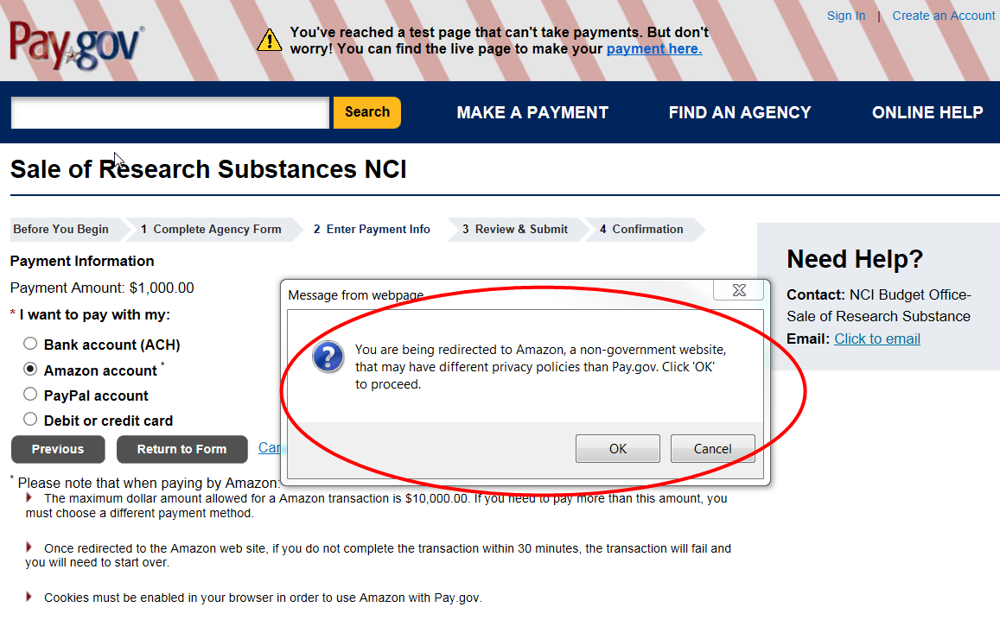 Sign In | Create an Account
Pay.gov
You've reached a test page that can't take payments. But don't
worry! You can find the live page to make your payment here.
Search
MAKE A PAYMENT
FIND AN AGENCY
ONLINE HELP
Sale of Research Substances NCI
Before You Begin
1 Complete Agency Form
2 Enter Payment Info
3 Review & Submit
4 Confirmation
Payment Information
Payment Amount: $1,000.00
* I want to pay with my:
Bank account (ACH)
Amazon account *
PayPal account
Debit or credit card
Previous
Return to Form
Message from webpage
You are being redirected to Amazon, a non-government website,
that may have different privacy policies than Pay.gov. Click 'OK'
to proceed.
OK
Cancel
Need Help?
Contact: NCI Budget Office-
Sale of Research Substance
Email: Click to email
* Please note that when paying by Amazon:
The maximum dollar amount allowed for a Amazon transaction is $10,000.00. If you need to pay more than this amount, you
must choose a different payment method.
Once redirected to the Amazon web site, if you do not complete the transaction within 30 minutes, the transaction will fail and
you will need to start over.
Cookies must be enabled in your browser in order to use Amazon with Pay.gov.